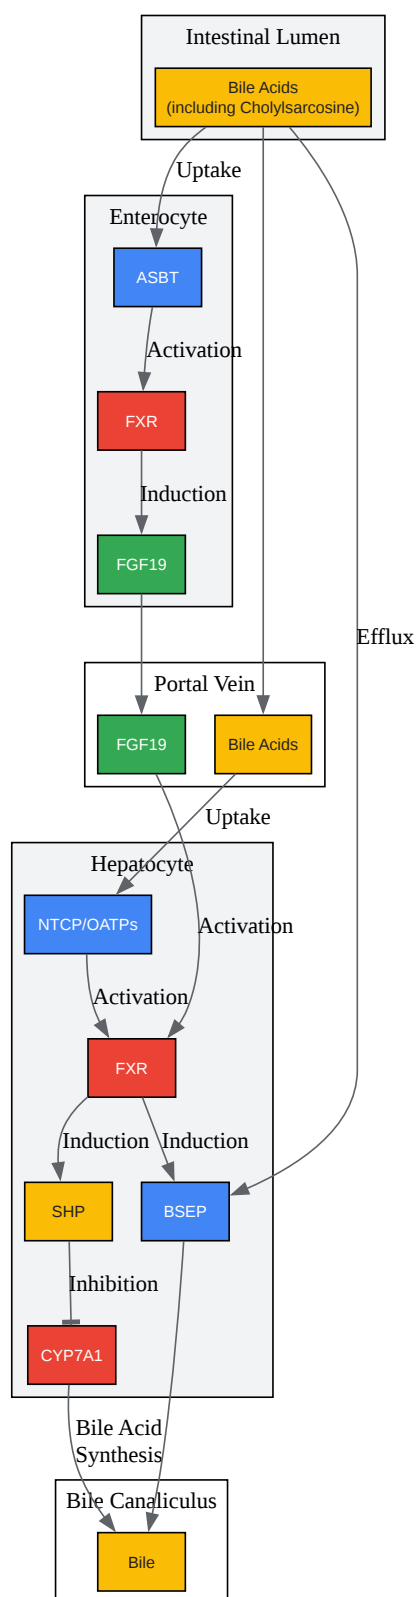 Intestinal Lumen
Bile Acids
(including Cholylsarcosine)
Uptake
Enterocyte
ASBT
Activation
FXR
Induction
FGF19
Efflux
Portal Vein
FGF19
Bile Acids
Uptake
Hepatocyte
NTCP/OATPs
Activation
Activation
FXR
Induction
Induction
SHP
BSEP
Inhibition
CYP7A1
Bile Acid
Synthesis
Bile Canaliculus
Bile